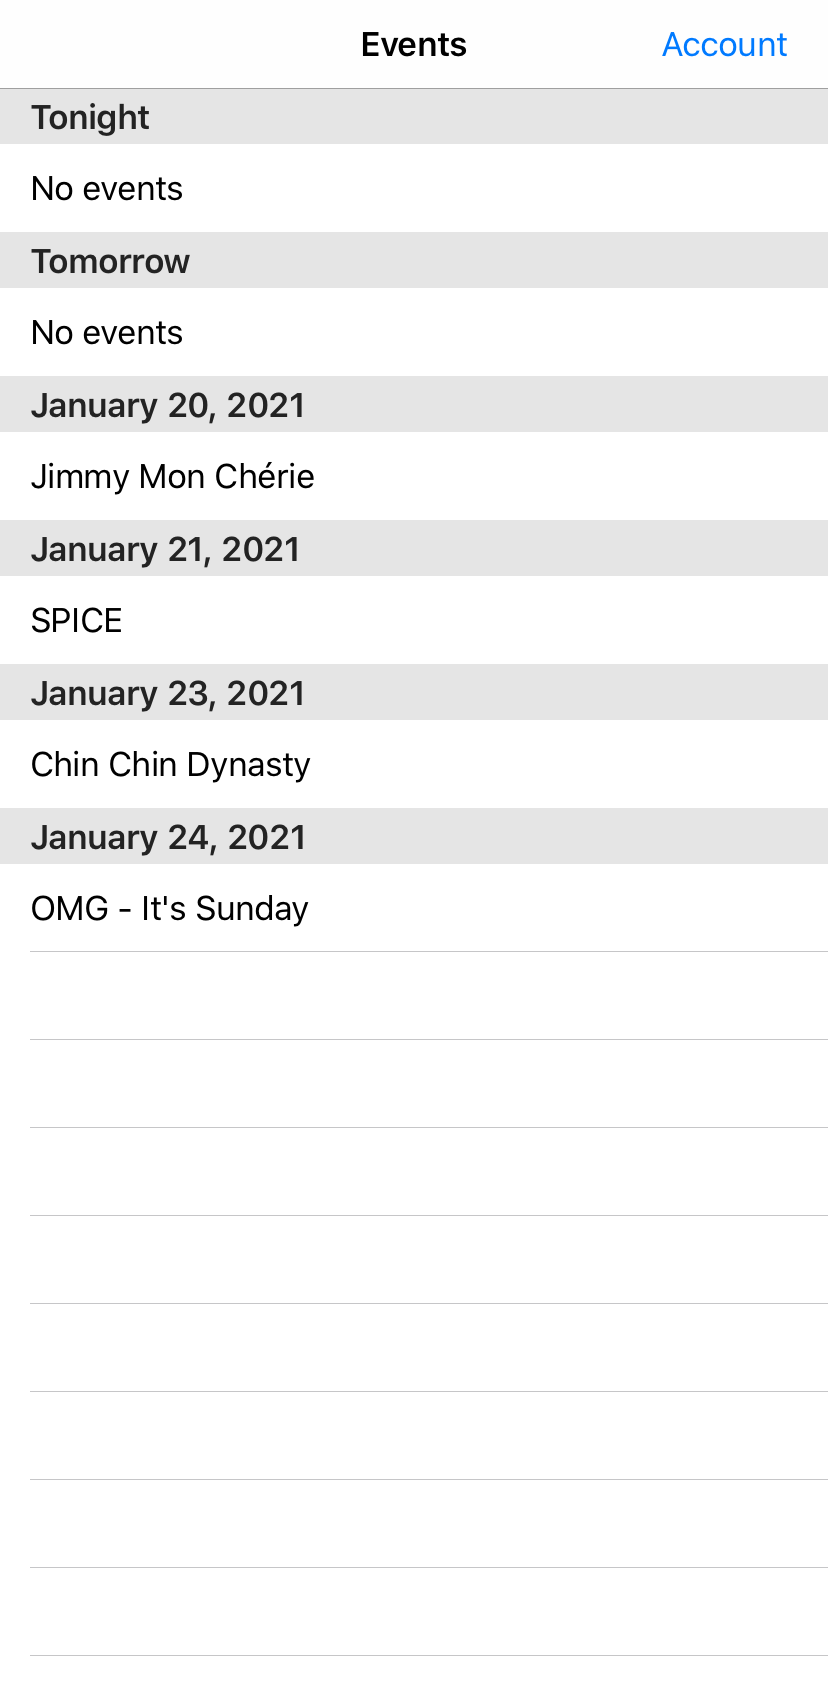 Events
Account
Tonight
No events
Tomorrow
No events
January 20, 2021
Jimmy Mon Chérie
January 21, 2021
SPICE
January 23, 2021
Chin Chin Dynasty
January 24, 2021
OMG - It's Sunday